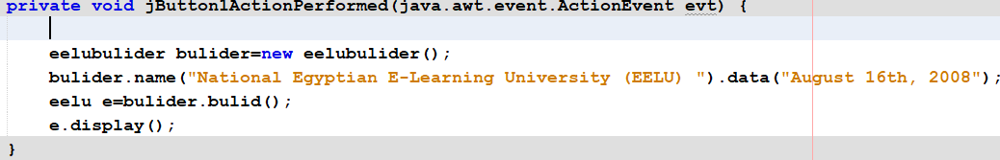 private void jButton1ActionPerformed(java.awt.event.ActionEvent evt) {
eelubulider bulider=new eelubulider();
bulider.name("National Egyptian E-Learning University (EELU) ").data("August 16th, 2008");
eelu e=bulider.bulid();
e.display();
}